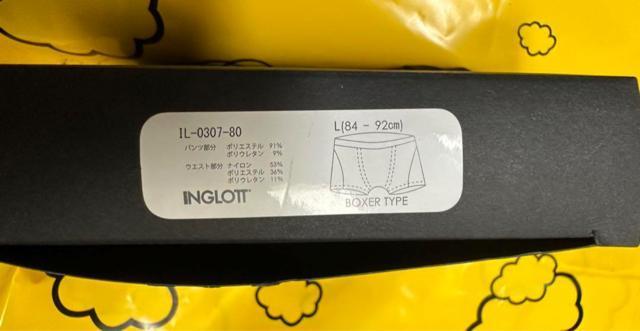 IL-0307-80
パンツ部分 ポリエステル 91%
ポリウレタン 9%
ウエスト部分 ナイロン 53%
ポリエステル 36%
ポリウレタン 11%
INGLOTT
L(84 - 92cm)
BOXER TYPE